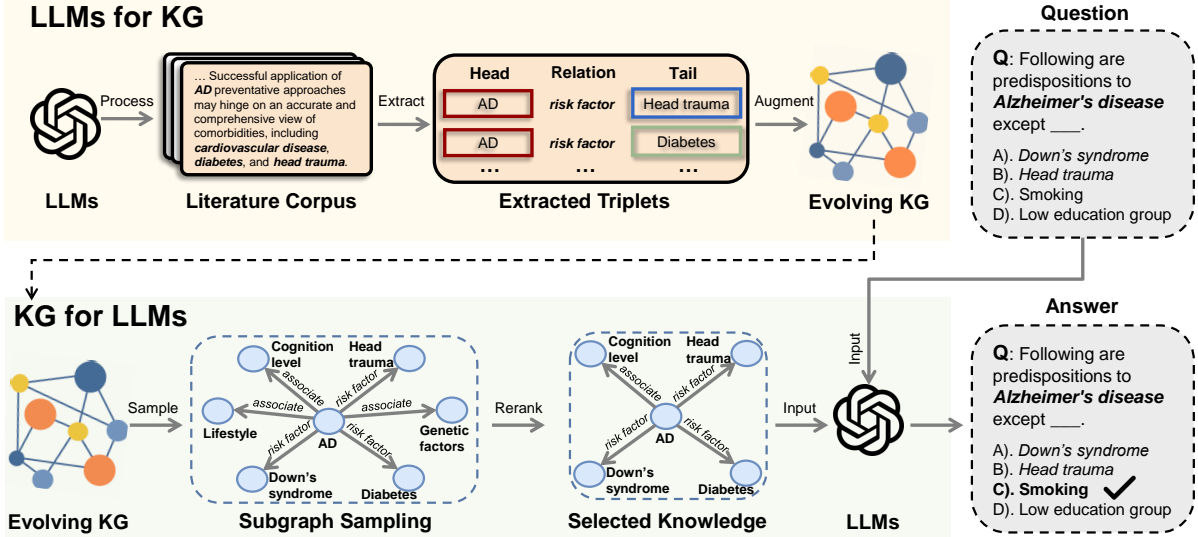 LLMs for KG
Process
LLMs
… Successful application of
AD preventative approaches
may hinge on an accurate and
comprehensive view of
comorbidities, including
cardiovascular disease,
diabetes, and head trauma.
Literature Corpus
Extract
Head Relation Tail
AD risk factor Head trauma
AD risk factor Diabetes
… … …
Extracted Triplets
Augment
Evolving KG
Question
Q: Following are
predispositions to
Alzheimer's disease
except ___.
A). Down's syndrome
B). Head trauma
C). Smoking
D). Low education group
KG for LLMs
Evolving KG
Sample
Cognition
level
Head
trauma
associate
risk factor
associate
associate
Lifestyle
AD
Genetic
factors
risk factor
risk factor
Down's
syndrome
Diabetes
Subgraph Sampling
Rerank
Cognition
level
Head
trauma
associate
risk factor
AD
risk factor
risk factor
Down's
syndrome
Diabetes
Selected Knowledge
Input
Input
LLMs
Answer
Q: Following are
predispositions to
Alzheimer's disease
except ___.
A). Down's syndrome
B). Head trauma
C). Smoking
D). Low education group